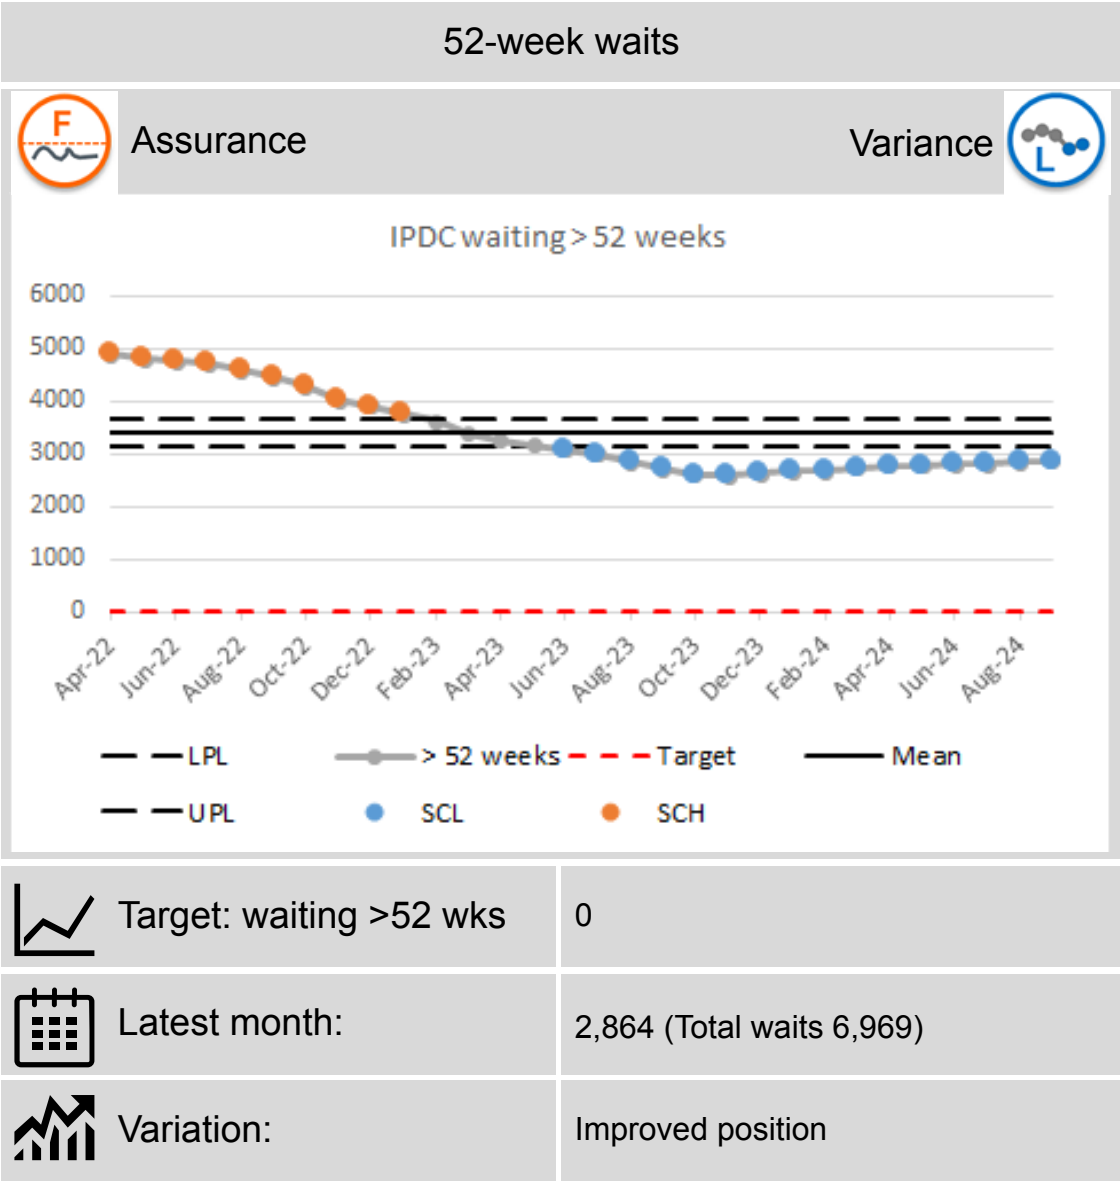 52-week waits
F
Assurance
Variance
L
IPDC waiting > 52 weeks
6000
5000
4000
3000
2000
1000
0
Apr-22 Jun-22 Aug-22 Oct-22 Dec-22 Feb-23 Apr-23 Jun-23 Aug-23 Oct-23 Dec-23 Feb-24 Apr-24 Jun-24 Aug-24
LPL > 52 weeks Target Mean
UPL SCL SCH
Target: waiting >52 wks 0
Latest month: 2,864 (Total waits 6,969)
Variation: Improved position